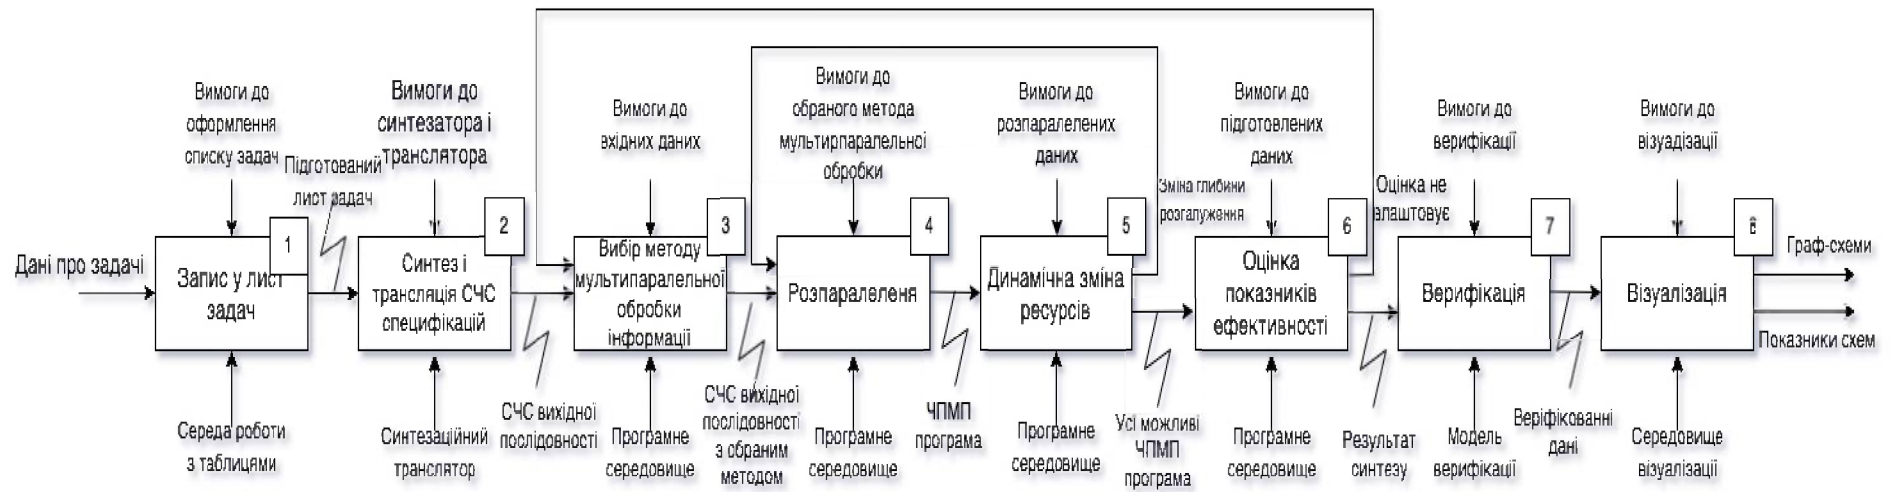 Вимоги до
оформлення
списку задач
Підготований
лист задач
Вимоги до
синтезатора і
транслятора
Вимоги до
вхідних даних
Вимоги до
обраного метода
мультирпаралельної
обробки
Вимоги до
розпаралелених
даних
Зміна глибини
розгалуження
Вимоги до
підготовлених
даних
Оцінка не
влаштовує
Вимоги до
верифікації
Вимоги до
візуадізації
Дані про задачі
1
Запис у лист
задач
2
Синтез і
трансляція СЧС
специфікацій
3
Вибір методу
мультипаралельної
обробки
інформації
4
Розпаралеленя
5
Динамічна зміна
ресурсів
6
Оцінка
показників
ефективності
7
Верифікація
8
Візуалізація
Граф-схеми
Показники схем
Середа роботи
з таблицями
Синтезаційний
транслятор
СЧС вихідної
послідовності
Програмне
середовище
СЧС вихідної
послідовності
з обраним
методом
Програмне
середовище
ЧПМП
програма
Програмне
середовище
Усі можливі
ЧПМП
програма
Програмне
середовище
Результат
синтезу
Модель
верифікації
Веріфікованні
дані
Середовище
візуалізації